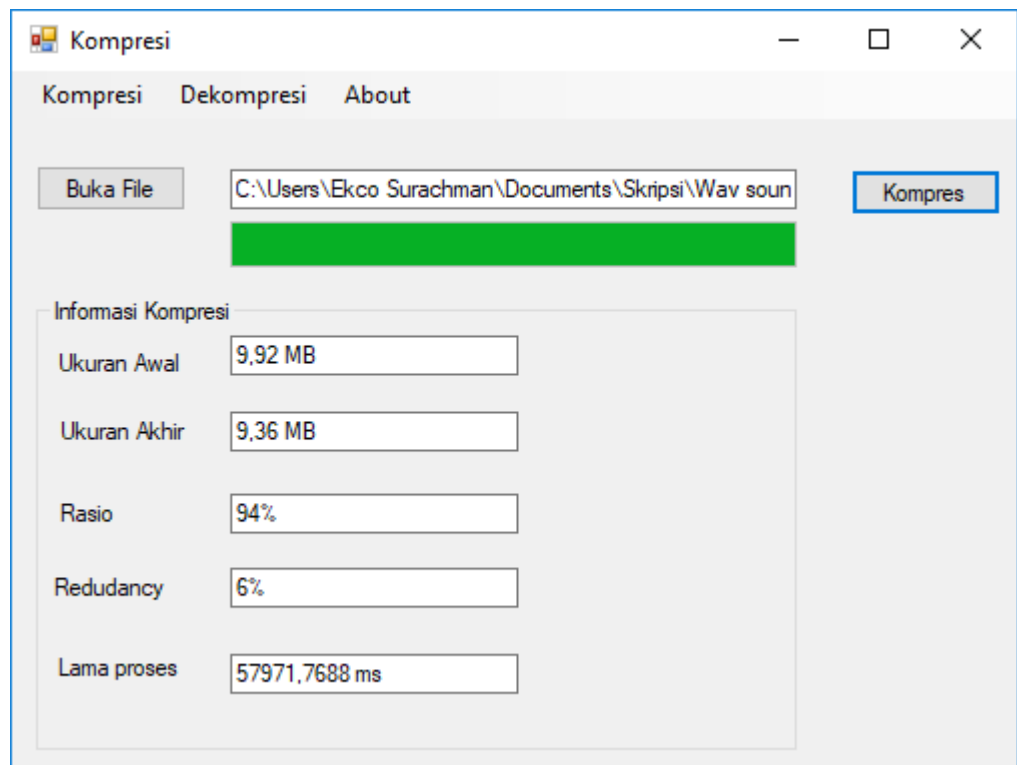 Kompresi
Kompresi Dekompresi About
Buka File C:\Users\Ekco Surachman\Documents\Skripsi\Wav soun Kompres
Informasi Kompresi
Ukuran Awal 9,92 MB
Ukuran Akhir 9,36 MB
Rasio 94%
Redudancy 6%
Lama proses 57971,7688 ms